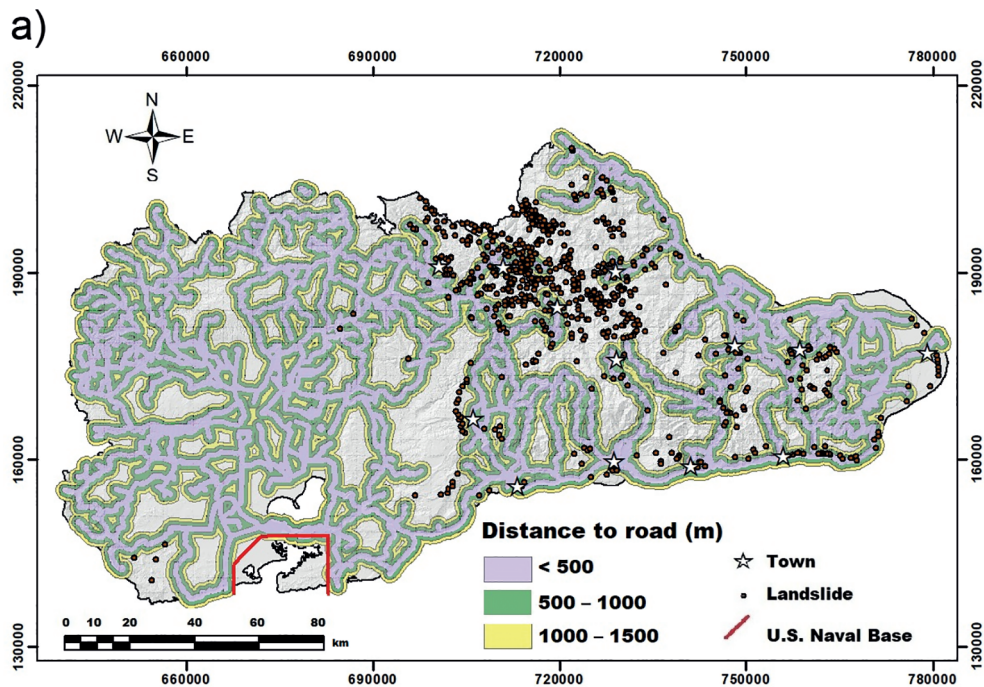 a)
660000 690000 720000 750000 780000
220000 220000
N
W E
S
190000 190000
160000 160000
Distance to road (m)
< 500
500 – 1000
1000 – 1500
Town
Landslide
U.S. Naval Base
0 10 20 40 60 80
km
130000 130000
660000 690000 720000 750000 780000